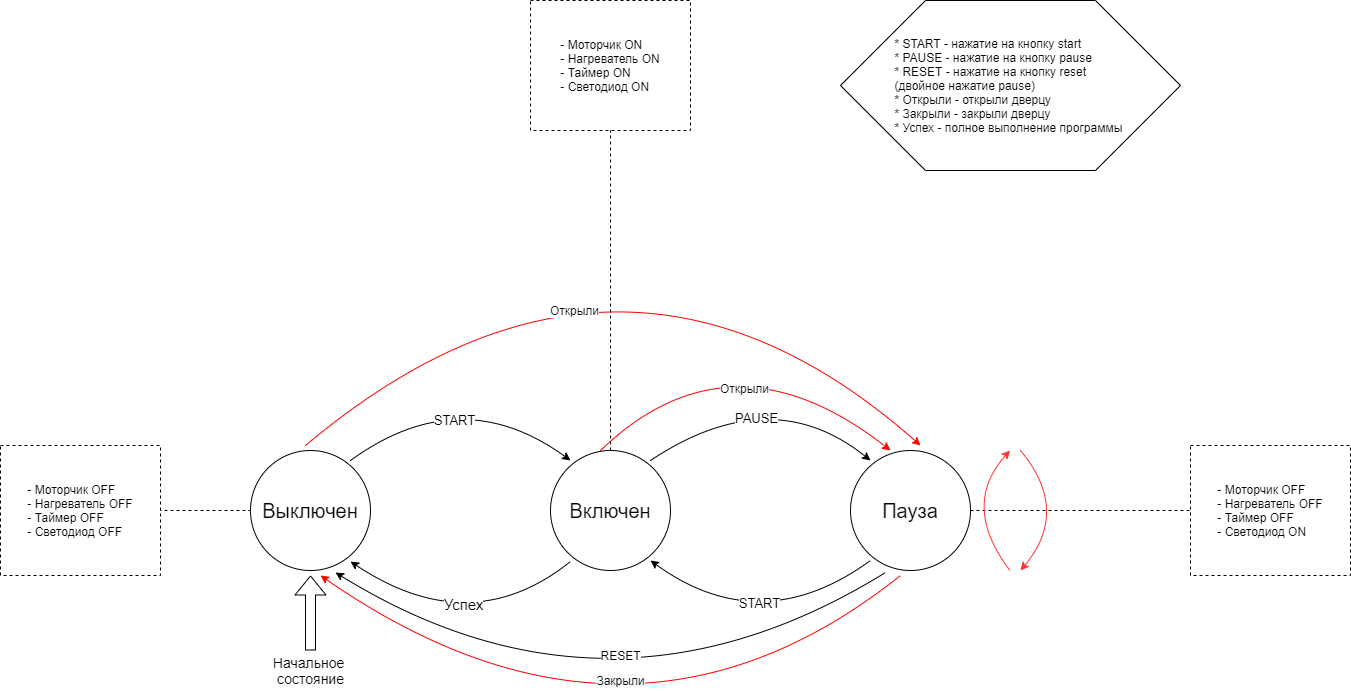 - Моторчик ON
- Нагреватель ON
- Таймер ON
- Светодиод ON
* START - нажатие на кнопку start
* PAUSE - нажатие на кнопку pause
* RESET - нажатие на кнопку reset
(двойное нажатие pause)
* Открыли - открыли дверцу
* Закрыли - закрыли дверцу
* Успех - полное выполнение программы
Открыли
Открыли
START
PAUSE
- Моторчик OFF
- Нагреватель OFF
- Таймер OFF
- Светодиод OFF
Выключен
Включен
Пауза
- Моторчик OFF
- Нагреватель OFF
- Таймер OFF
- Светодиод ON
Успех
START
RESET
Закрыли
Начальное
состояние